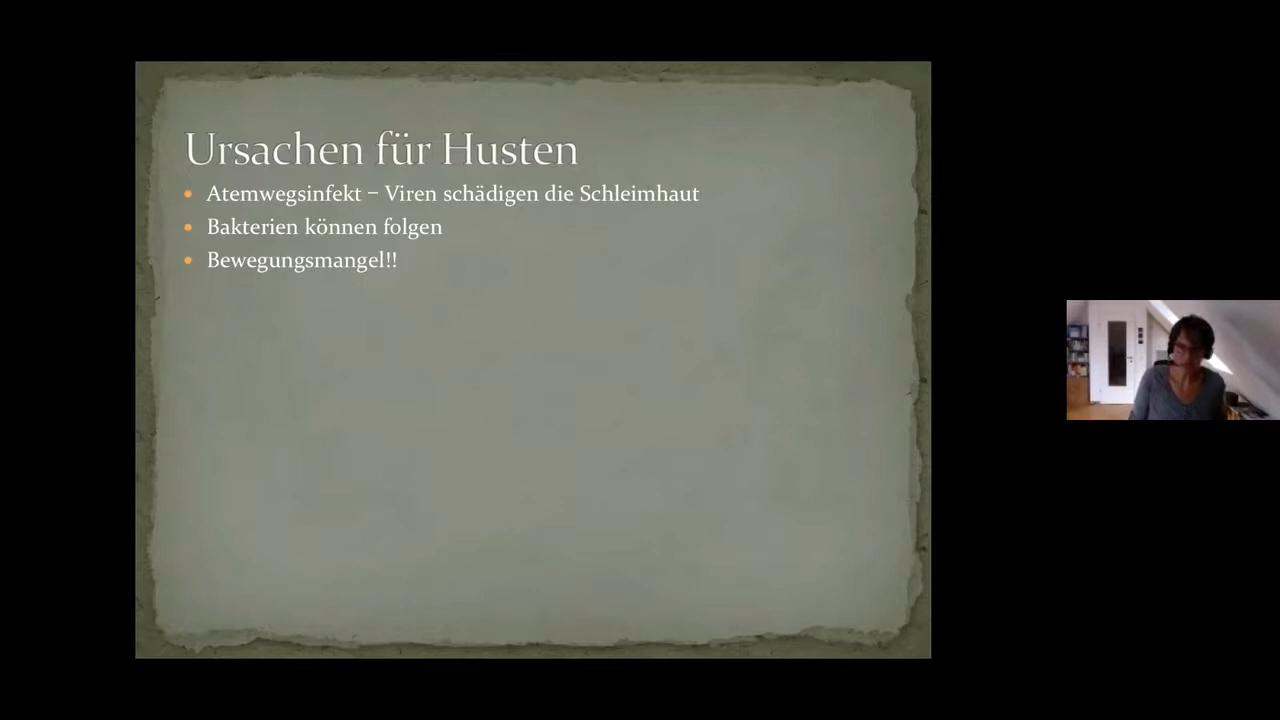 Ursachen für Husten
Atemwegsinfekt – Viren schädigen die Schleimhaut
Bakterien können folgen
Bewegungsmangel!!